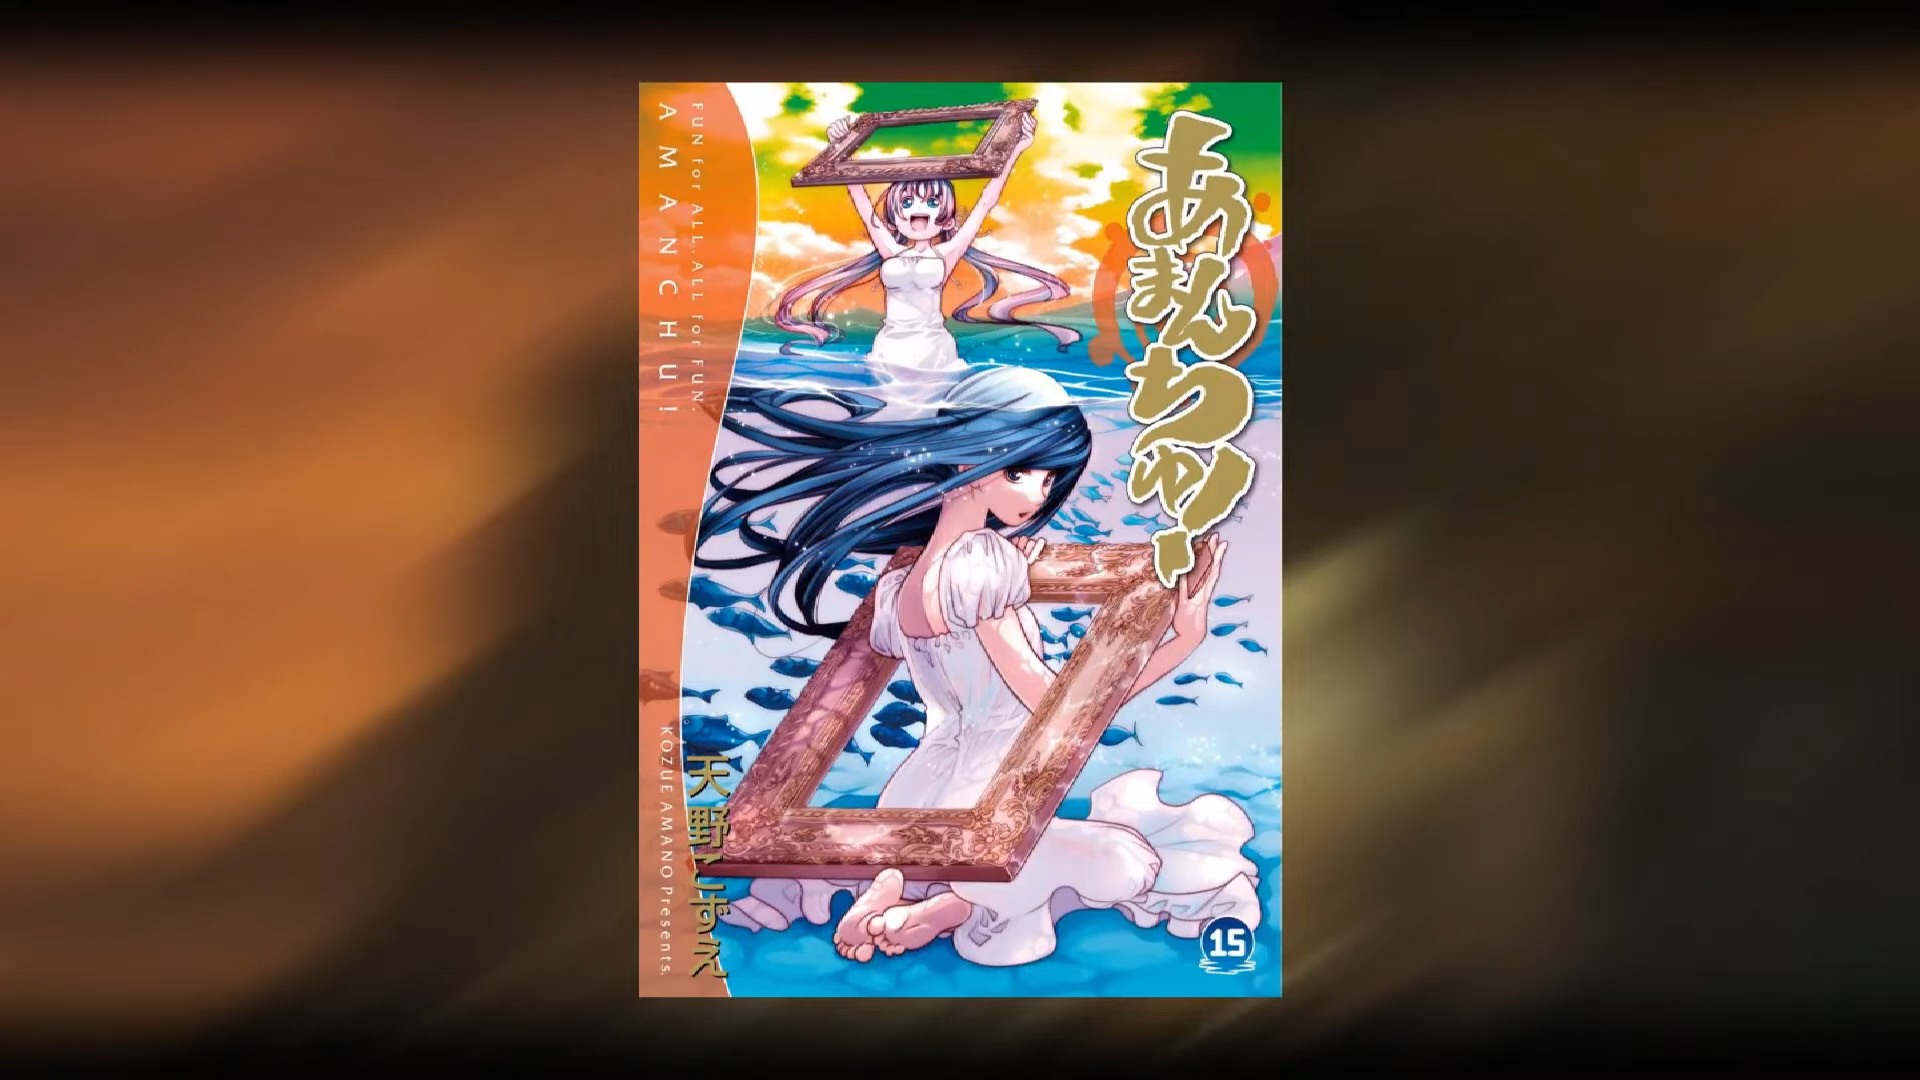 FUN for ALL, ALL for FUN.
AMANCHU!
あまんちゅ！
天野こずえ
KOZUE AMANO Presents.
15